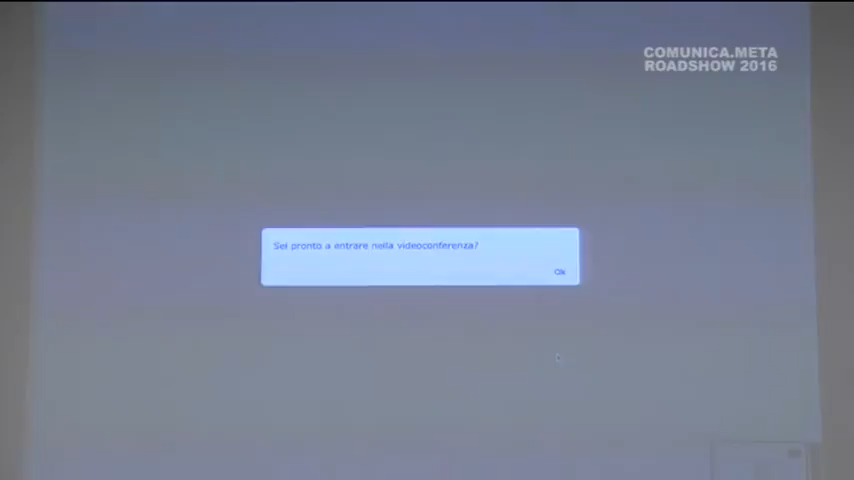 COMUNICA.META
ROADSHOW 2016
Sei pronto a entrare nella videoconferenza?
Ok